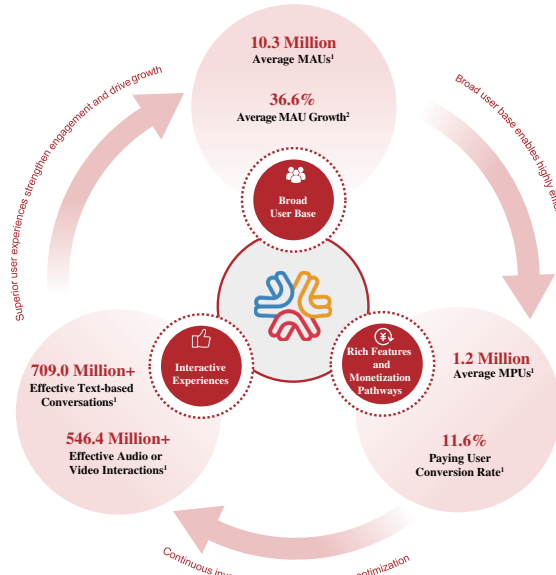 10.3 Million
Average MAUs¹
36.6%
Average MAU Growth²
Broad
User Base
Superior user experiences strengthen engagement and drive growth
Broad user base enables highly
709.0 Million+
Effective Text-based
Conversations¹
546.4 Million+
Effective Audio or
Video Interactions¹
Interactive
Experiences
¥
Rich Features
and
Monetization
Pathways
1.2 Million
Average MPUs¹
11.6%
Paying User
Conversion Rate¹
Continuous